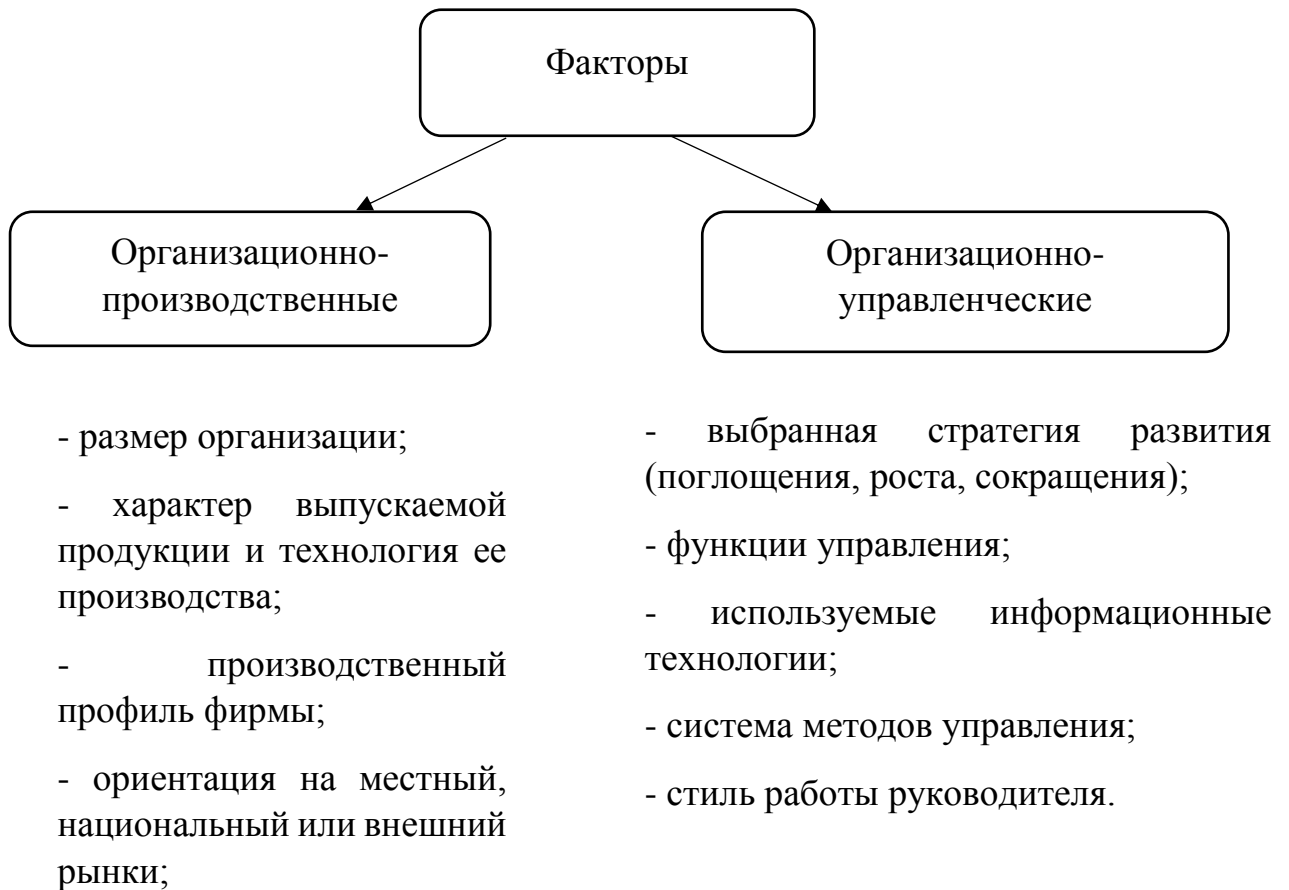 Факторы
Организационно-
производственные
Организационно-
управленческие
- размер организации;
- характер выпускаемой
продукции и технология ее
производства;
- производственный
профиль фирмы;
- ориентация на местный,
национальный или внешний
рынки;
- выбранная стратегия развития
(поглощения, роста, сокращения);
- функции управления;
- используемые информационные
технологии;
- система методов управления;
- стиль работы руководителя.